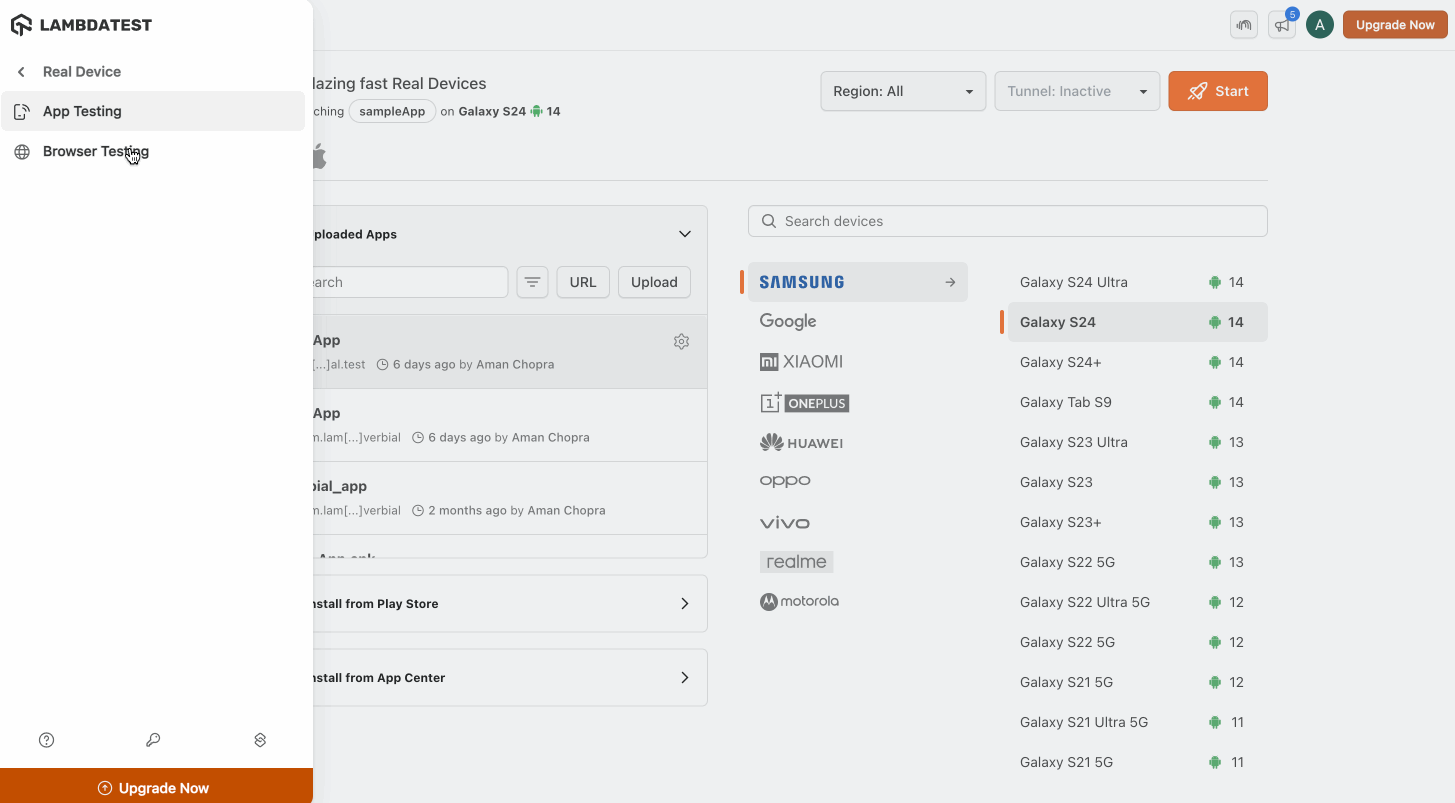 LAMBDATEST
Real Device
App Testing
Browser Testing
Upgrade Now
5
A
Upgrade Now
lazing fast Real Devices
ching sampleApp on Galaxy S24 14
Region: All
Tunnel: Inactive
Start
ploaded Apps
earch
URL
Upload
App
[...]al.test 6 days ago by Aman Chopra
App
m.lam[...]verbial 6 days ago by Aman Chopra
bial_app
m.lam[...]verbial 2 months ago by Aman Chopra
App.apk
nstall from Play Store
nstall from App Center
Search devices
SAMSUNG
Google
mi XIAOMI
1+ ONEPLUS
HUAWEI
oppo
vivo
realme
motorola
Galaxy S24 Ultra 14
Galaxy S24 14
Galaxy S24+ 14
Galaxy Tab S9 14
Galaxy S23 Ultra 13
Galaxy S23 13
Galaxy S23+ 13
Galaxy S22 5G 13
Galaxy S22 Ultra 5G 12
Galaxy S22 5G 12
Galaxy S21 5G 12
Galaxy S21 Ultra 5G 11
Galaxy S21 5G 11